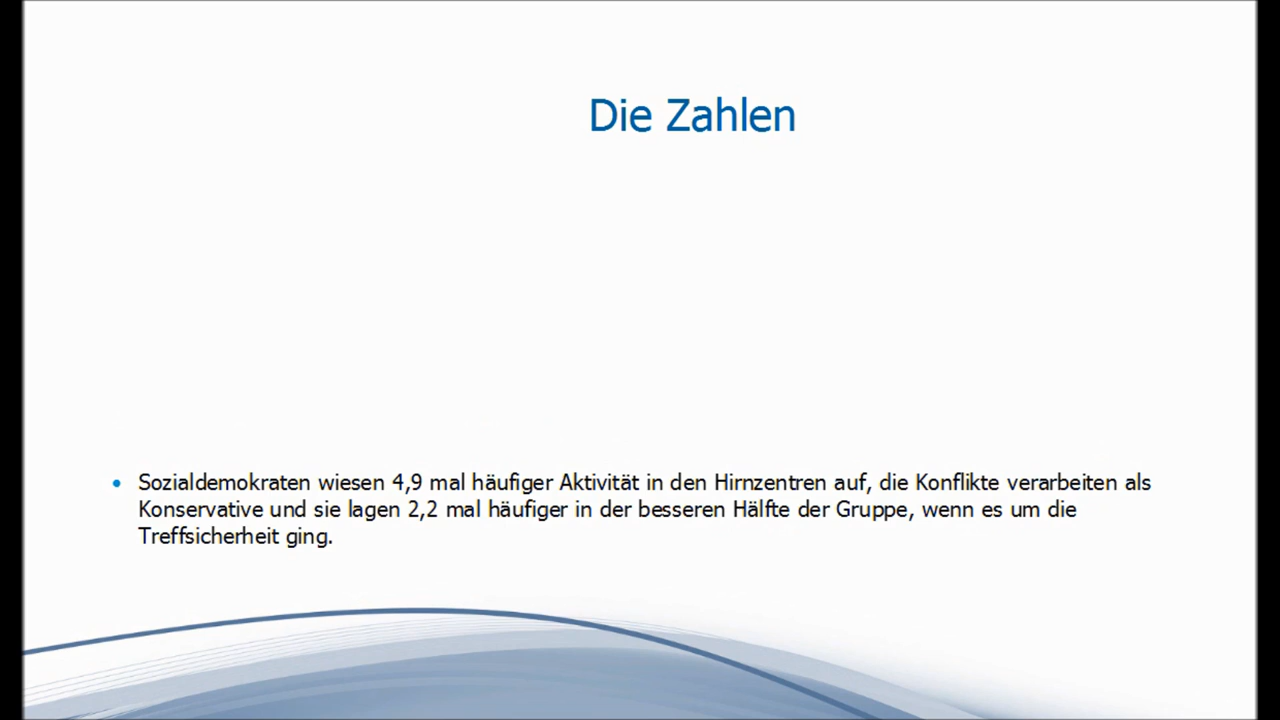 Die Zahlen
• Sozialdemokraten wiesen 4,9 mal häufiger Aktivität in den Hirnzentren auf, die Konflikte verarbeiten als
Konservative und sie lagen 2,2 mal häufiger in der besseren Hälfte der Gruppe, wenn es um die
Treffsicherheit ging.